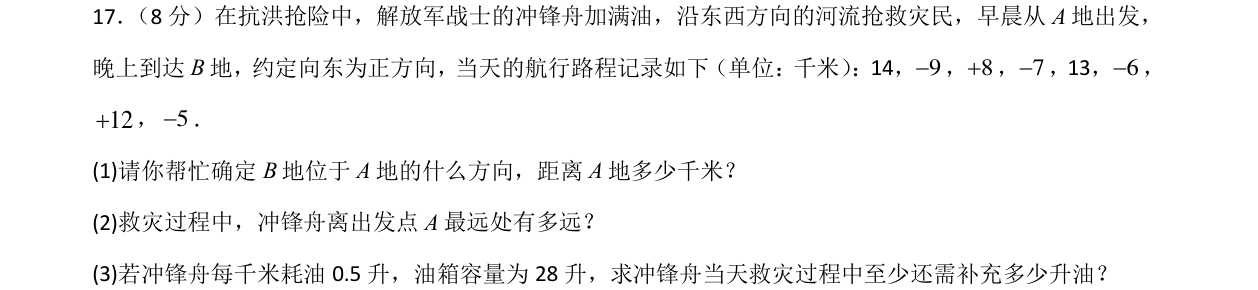 17.（8 分）在抗洪抢险中，解放军战士的冲锋舟加满油，沿东西方向的河流抢救灾民，早晨从 A 地出发，
晚上到达 B 地，约定向东为正方向，当天的航行路程记录如下（单位：千米）：14，−9，+8，−7，13，−6，
+12，−5．
(1)请你帮忙确定 B 地位于 A 地的什么方向，距离 A 地多少千米？
(2)救灾过程中，冲锋舟离出发点 A 最远处有多远？
(3)若冲锋舟每千米耗油 0.5 升，油箱容量为 28 升，求冲锋舟当天救灾过程中至少还需补充多少升油？